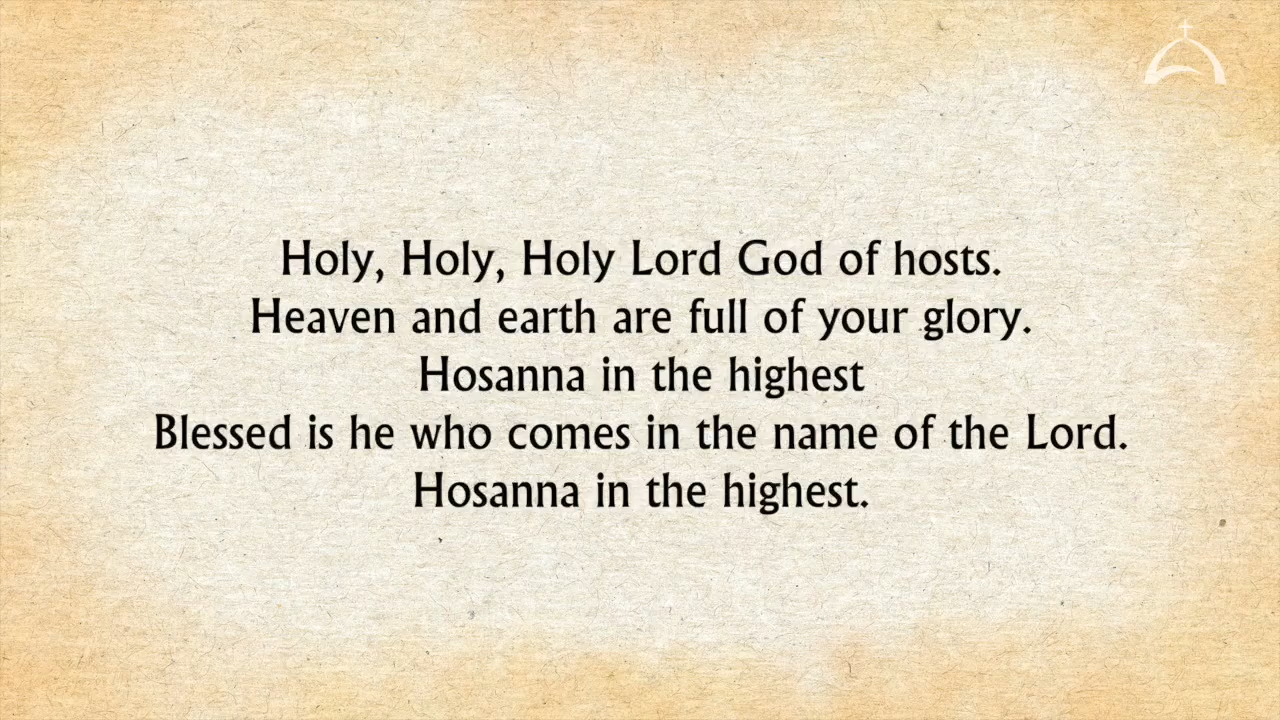 Holy, Holy, Holy Lord God of hosts.
Heaven and earth are full of your glory.
Hosanna in the highest
Blessed is he who comes in the name of the Lord.
Hosanna in the highest.